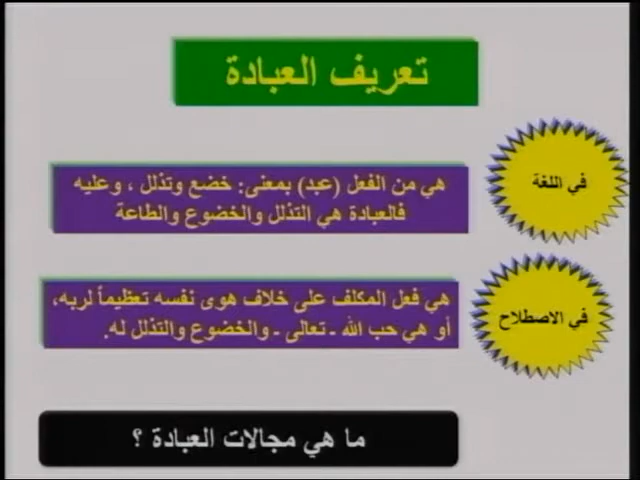 تعريف العبادة
في اللغة
هي من الفعل (عبد) بمعنى: خضع وتذلل ، وعليه
فالعبادة هي التذلل والخضوع والطاعة
في الاصطلاح
هي فعل المكلف على خلاف هوى نفسه تعظيماً لربه،
أو هي حب الله ـ تعالى ـ والخضوع والتذلل له.
ما هي مجالات العبادة ؟